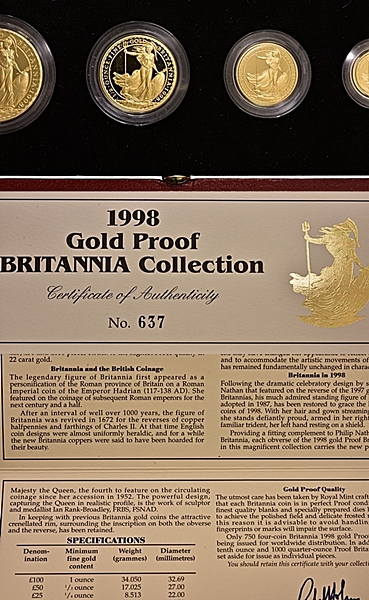 1998
Gold Proof
BRITANNIA Collection
Certificate of Authenticity
No. 637
22 carat gold.
Britannia and the British Coinage
The legendary figure of Britannia first appeared as a
personification of the Roman province of Britain on a Roman
Imperial coin of the Emperor Hadrian (117-138 AD). She
featured on the coinage of subsequent Roman emperors for the
next century and a half.
After an interval of well over 1000 years, the figure of
Britannia was revived in 1672 for the reverses of copper
halfpennies and farthings of Charles II. At that time English
coin designs were almost uniformly heraldic, and for a while
the new Britannia coppers were said to have been hoarded for
their beauty.
and to accommodate the artistic movements of
has remained fundamentally unchanged in charac
Britannia in 1998
Following the dramatic celebratory design by s
Nathan that featured on the reverse of the 1997 g
Britannias, his much admired standing figure of
adopted in 1987, has been restored to grace the
coins of 1998. With her hair and gown streaming
she stands defiantly proud, armed in her right
familiar trident, her left hand resting on a shield.
Providing a fitting complement to Philip Nath
Britannia, each obverse of the 1998 gold Proof B
in this magnificent collection carries the new p
Majesty the Queen, the fourth to feature on the
circulating coinage since her accession in 1952. The powerful design,
preparing the Queen in realistic profile, is the work of sculptor
and medallist Ian Rank-Broadley, FRBS, FSNAD.
In keeping with previous Britannia gold coins the attractive
crenellated rim, surrounding the inscription on both the obverse
and the reverse, has been retained.
SPECIFICATIONS
Denom-
ination
Minimum
fine gold
content
Weight
(grammes)
Diameter
(millimetres)
£100 1 ounce 34.050 32.69
£50 1/2 ounce 17.025 27.00
£25 1/4 ounce 8.513 22.00
Gold Proof Quality
The utmost care has been taken by Royal Mint craft
that each Britannia coin is in perfect Proof condi
finest quality blanks and specially prepared dies l
to achieve the polished field and delicate frosted r
this reason it is advisable to avoid handling
fingerprints or marks will impair the surface.
Only 750 four-coin Britannia 1998 gold Proof
being issued for worldwide distribution. In addi
tenth ounce and 1000 quarter-ounce Proof Brita
set aside for issue as individual pieces.
You should retain this certificate with your collecti